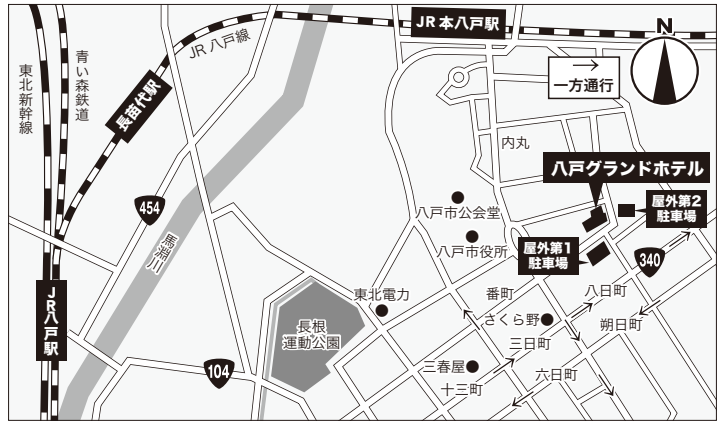 JR 本八戸駅
N
→
一方通行
JR 八戸線
青い森鉄道
東北新幹線
長苗代駅
内丸
八戸グランドホテル
454
八戸市公会堂
屋外第2
駐車場
馬淵川
八戸市役所
屋外第1
駐車場
340
JR八戸駅
東北電力
番町
八日町
長根
運動公園
さくら野
朔日町
三日町
104
三春屋
六日町
十三町